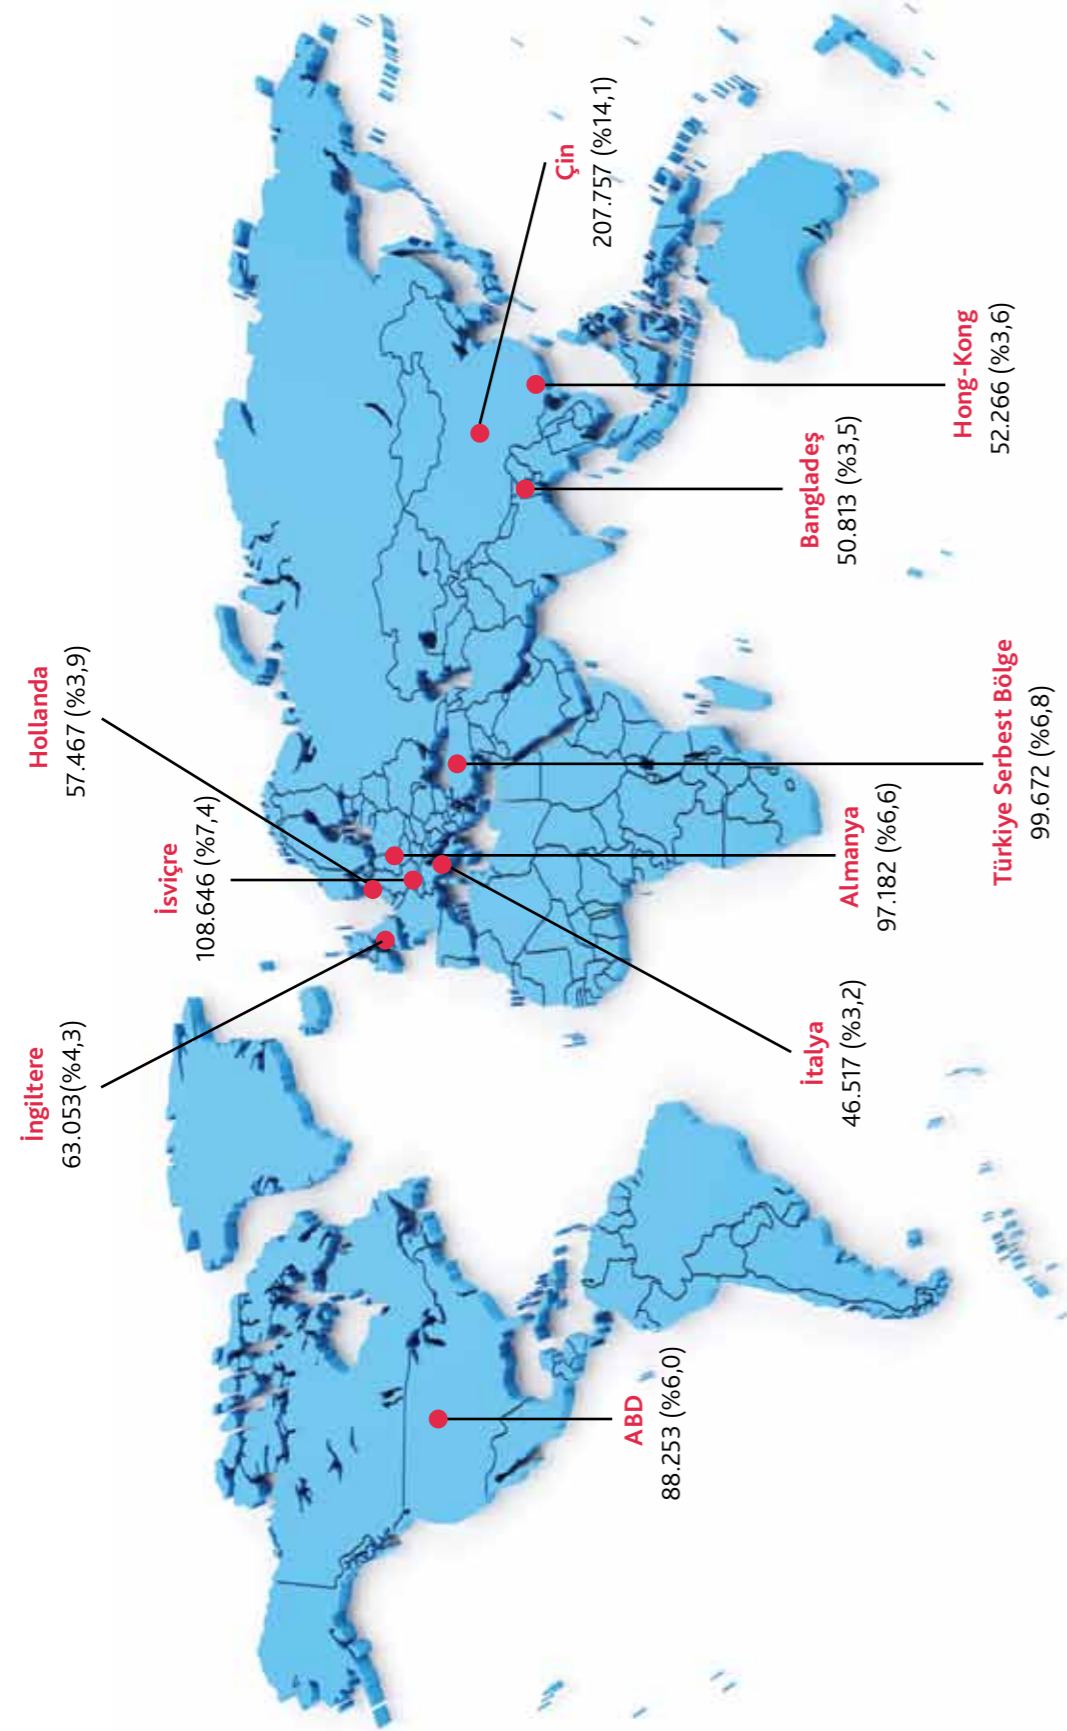 Hollanda
57.467 (%3,9)
İngiltere
63.053(%4,3)
İsviçre
108.646 (%7,4)
Çin
207.757 (%14,1)
ABD
88.253 (%6,0)
İtalya
46.517 (%3,2)
Almanya
97.182 (%6,6)
Bangladeş
50.813 (%3,5)
Hong-Kong
52.266 (%3,6)
Türkiye Serbest Bölge
99.672 (%6,8)